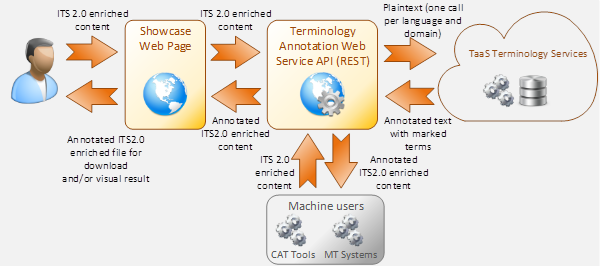 ITS 2.0 enriched
content
Showcase
Web Page
ITS 2.0 enriched
content
Terminology
Annotation Web
Service API (REST)
Plaintext (one call
per language and
domain)
TaaS Terminology Services
Annotated ITS2.0
enriched file for
download
and/or visual result
Annotated
ITS2.0 enriched
content
Annotated text
with marked
terms
ITS 2.0
enriched
content
Annotated
ITS2.0 enriched
content
Machine users
CAT Tools
MT Systems